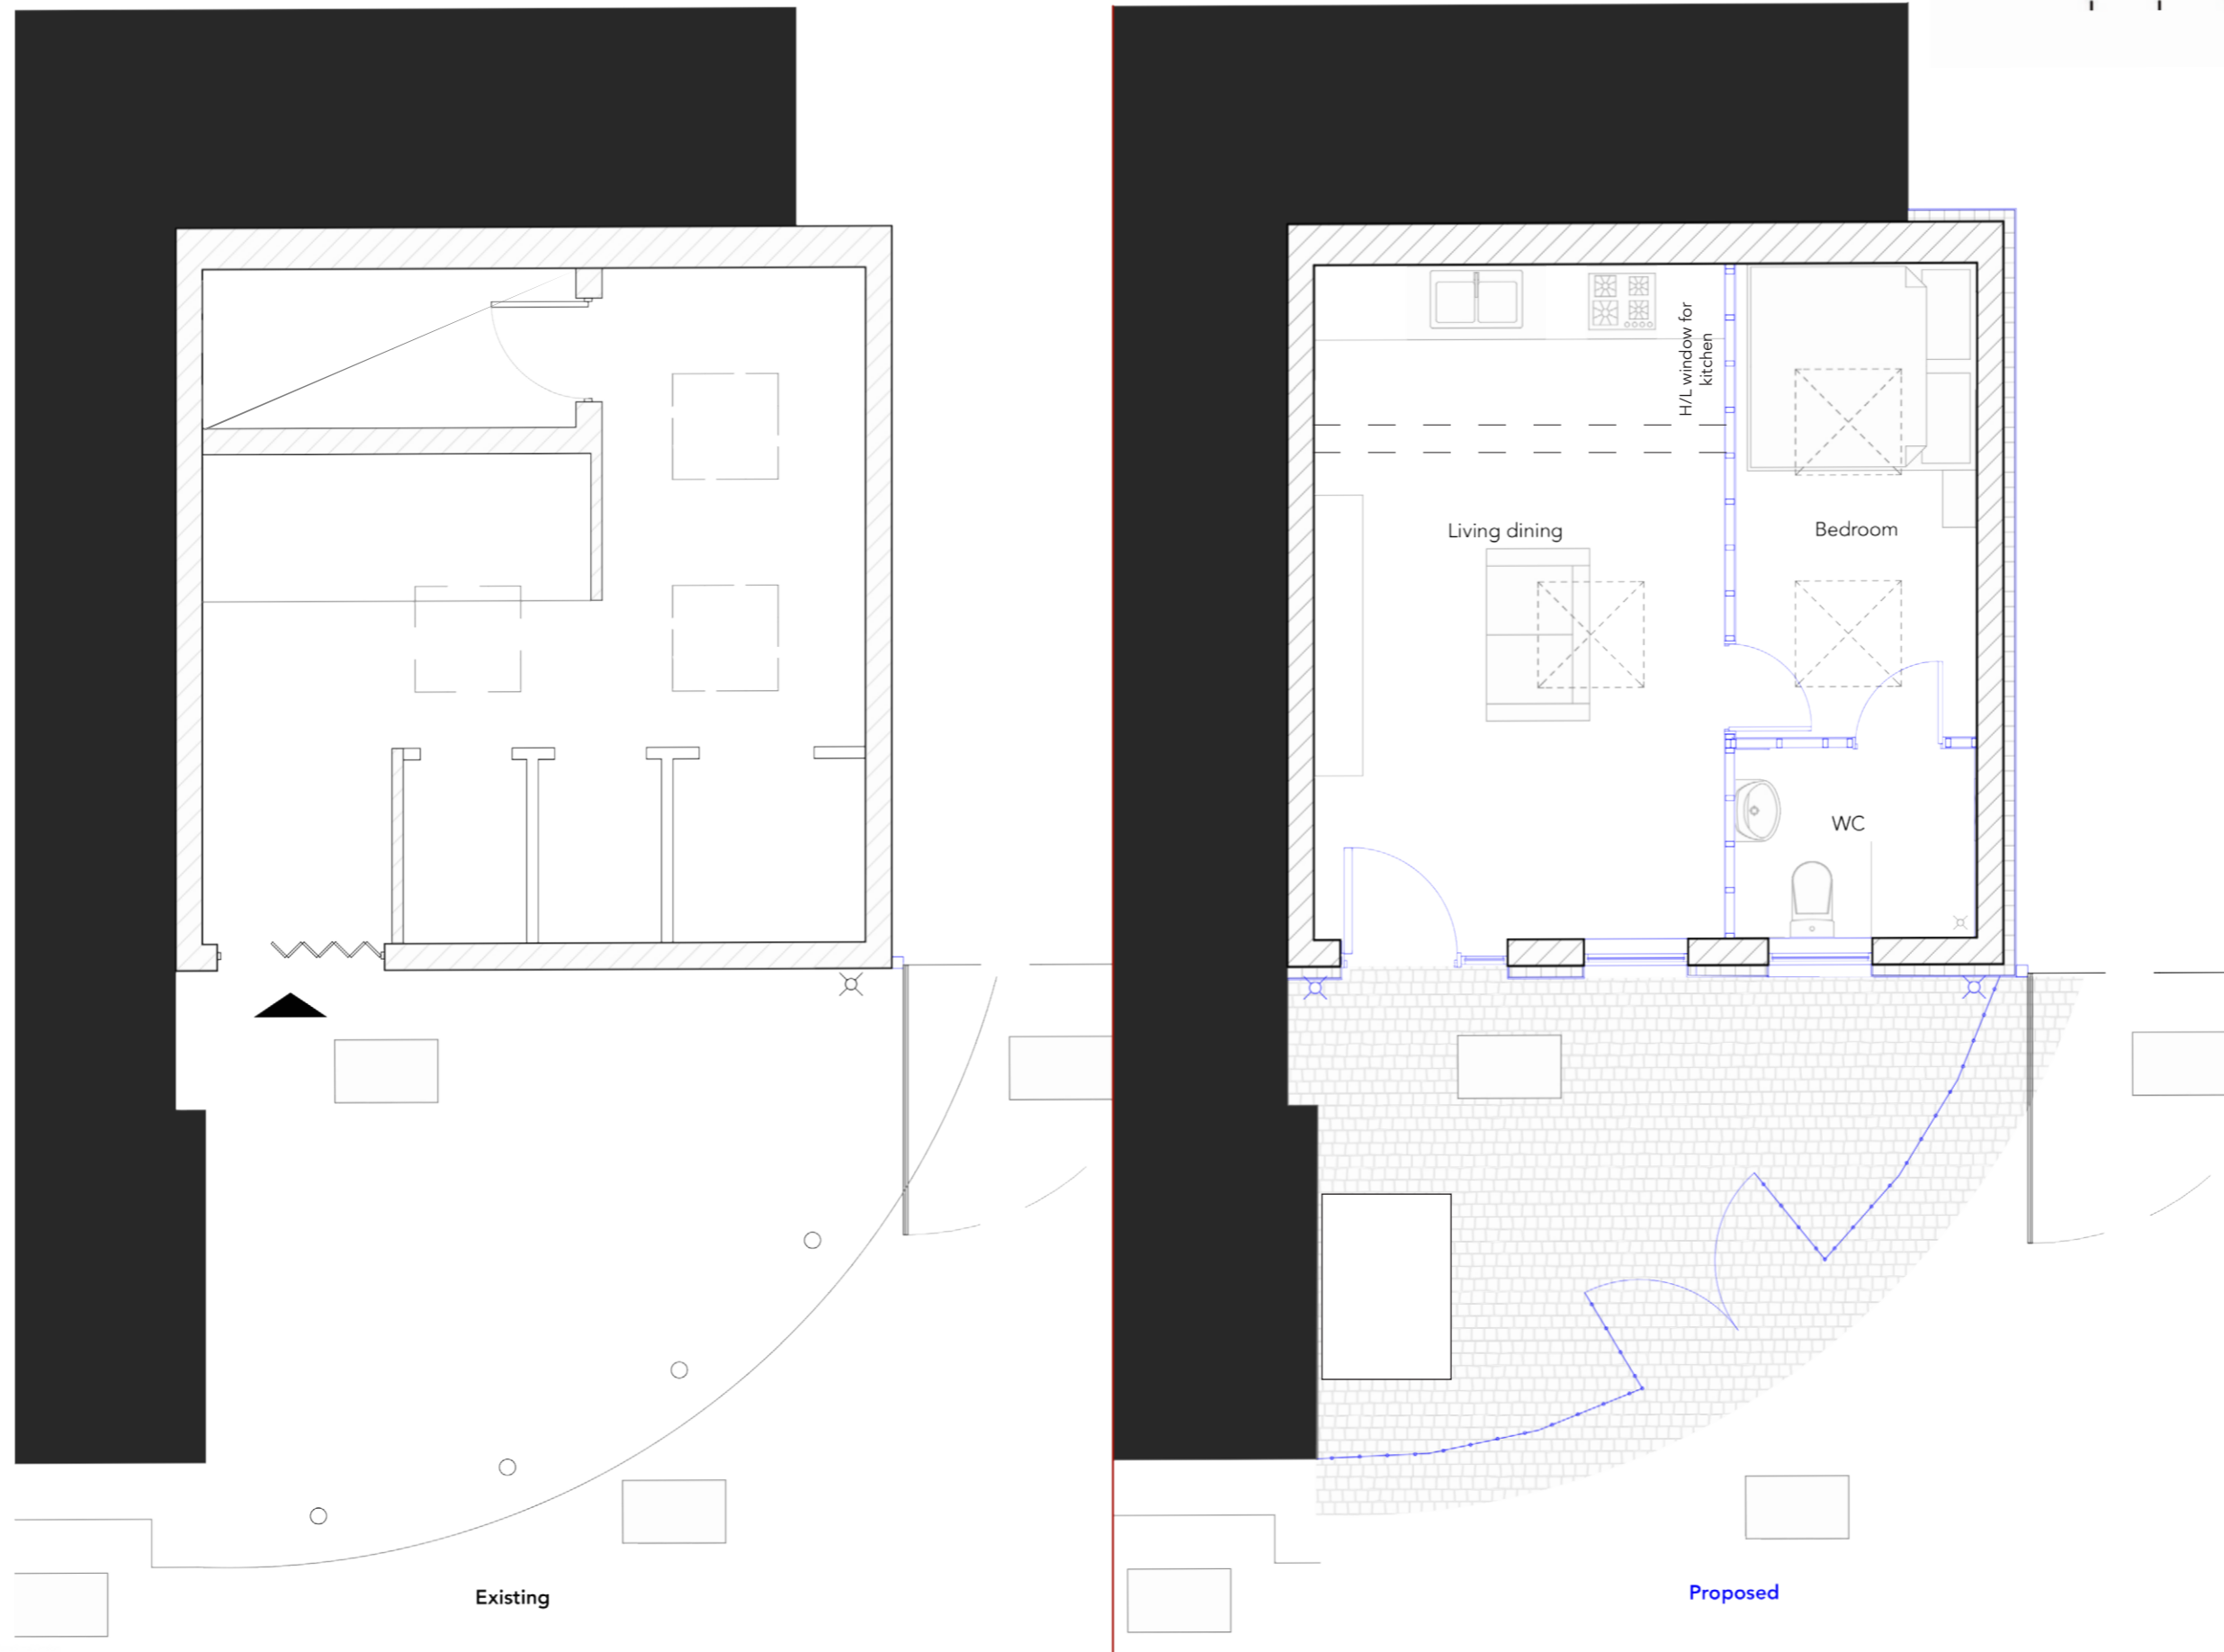 H/L window for
kitchen
Living dining
Bedroom
WC
Existing
Proposed